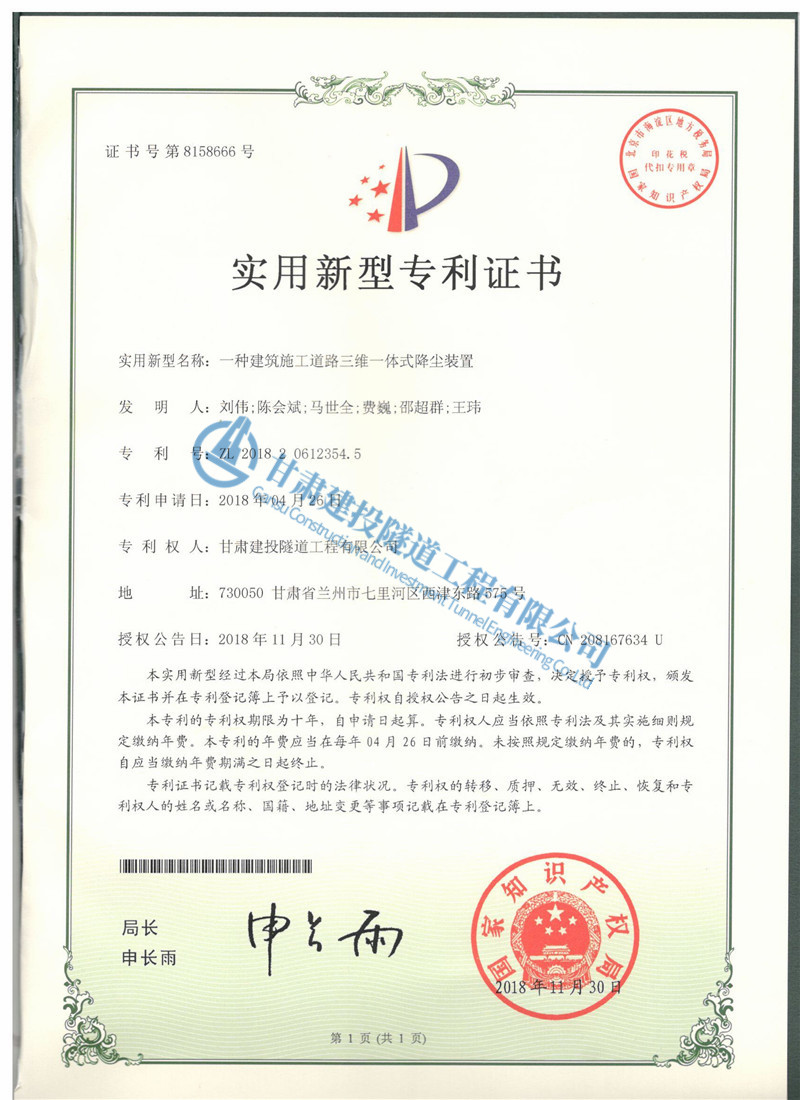 证书号第8158666号
北京市海淀区地方税务局
印花税
代扣专用章
国家知识产权局
实用新型专利证书
实用新型名称：一种建筑施工道路三维一体式降尘装置
发明人：刘伟;陈会斌;马世全;费巍;邵超群;王玮
专利号：ZL 2018 2 0612354.5
专利申请日：2018年04月26日
专利权人：甘肃建投隧道工程有限公司
地址：730050 甘肃省兰州市七里河区西津东路575号
授权公告日：2018年11月30日 授权公告号：CN 208167634 U
甘肃建投隧道工程有限公司
Gansu Construction and Investment Tunnel Engineering Co.Ltd
本实用新型经过本局依照中华人民共和国专利法进行初步审查，决定授予专利权，颁发
本证书并在专利登记簿上予以登记。专利权自授权公告之日起生效。
本专利的专利权期限为十年，自申请日起算。专利权人应当依照专利法及其实施细则规
定缴纳年费。本专利的年费应当在每年04月26日前缴纳。未按照规定缴纳年费的，专利权
自应当缴纳年费期满之日起终止。
专利证书记载专利权登记时的法律状况。专利权的转移、质押、无效、终止、恢复和专
利权人的姓名或名称、国籍、地址变更等事项记载在专利登记簿上。
局长
申长雨
申长雨
国家知识产权局
2018年11月30日
第1页(共1页)